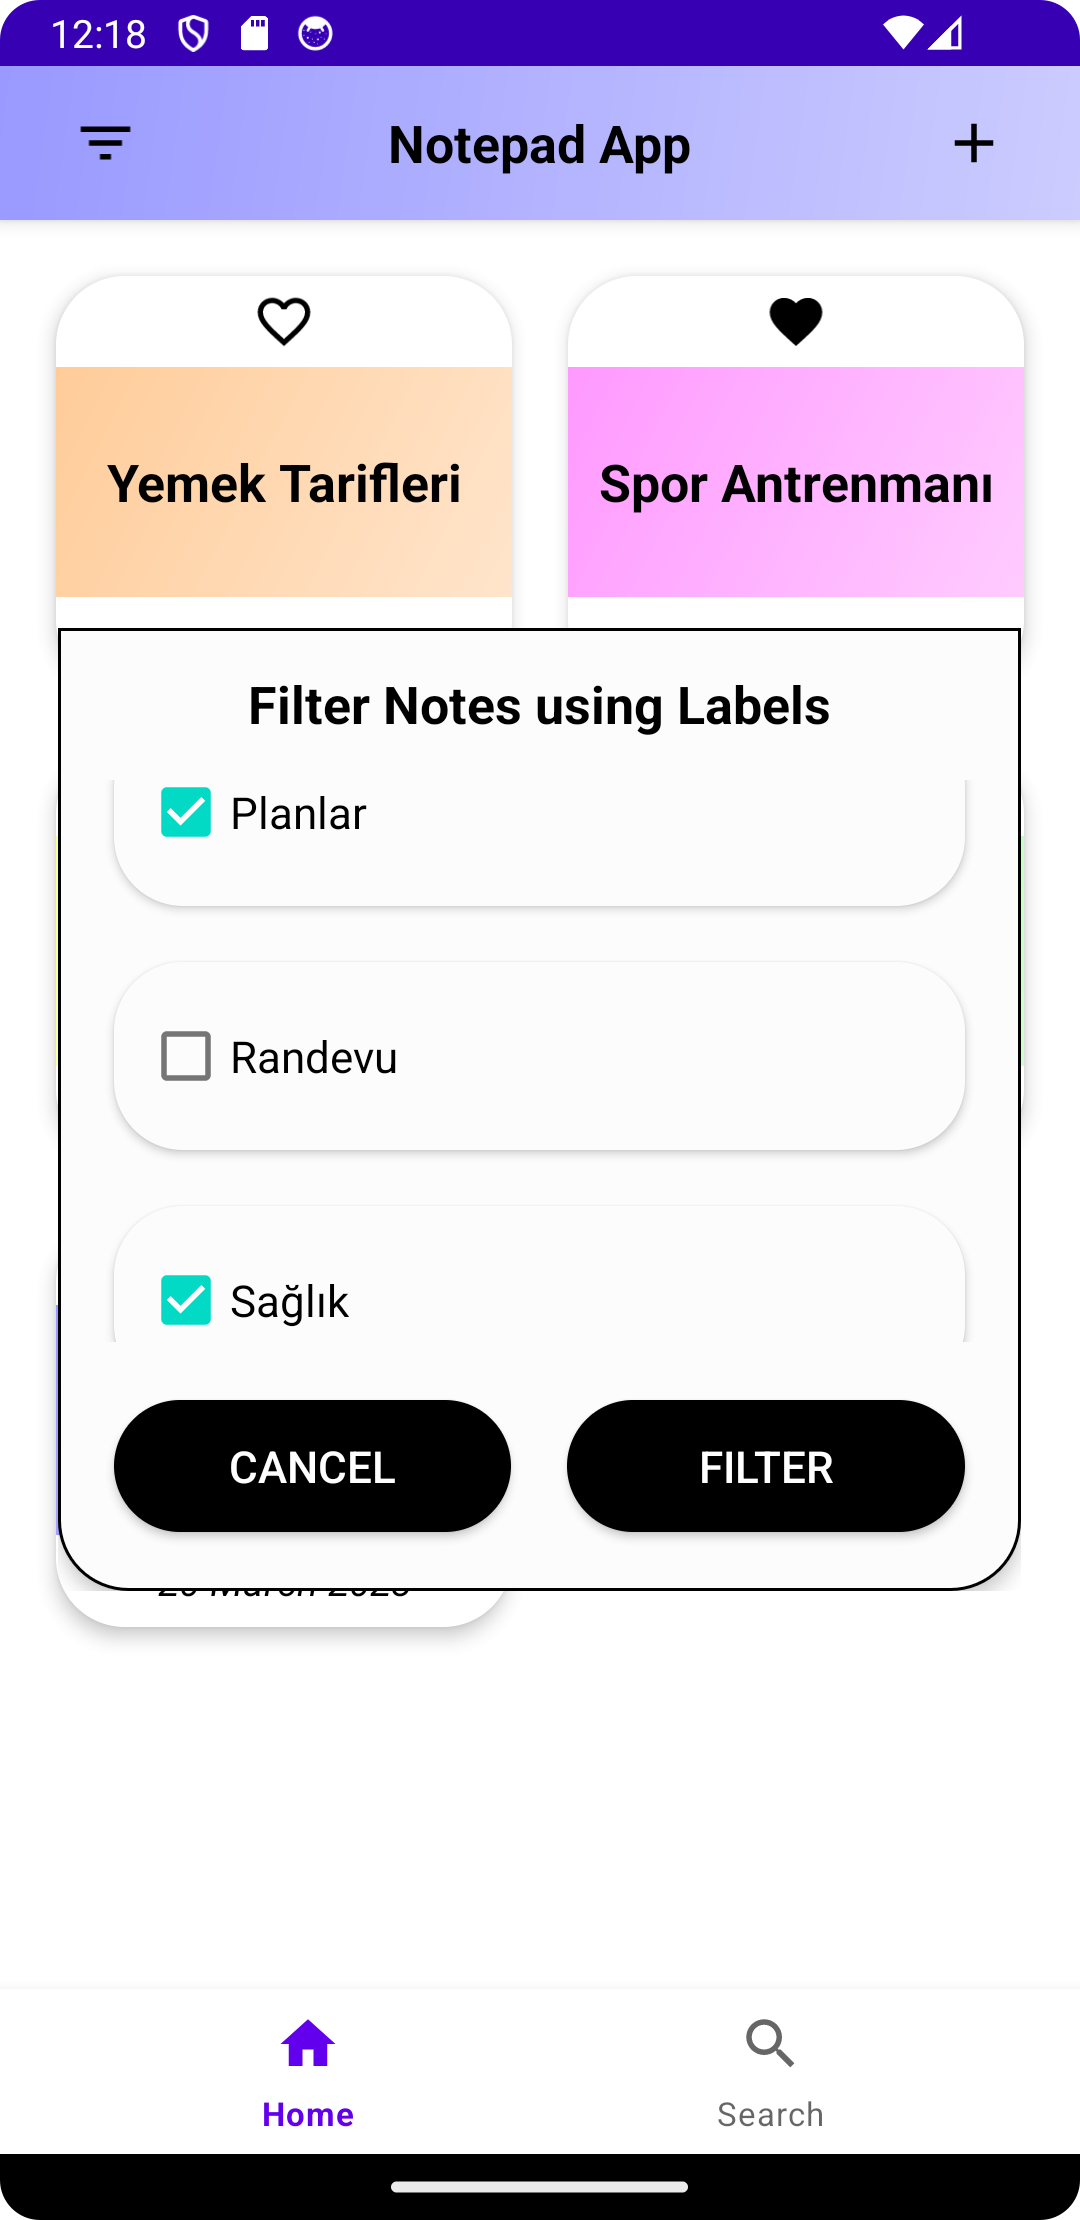 12:18
Notepad App
Yemek Tarifleri
Spor Antrenmanı
Filter Notes using Labels
Planlar
Randevu
Sağlık
CANCEL
FILTER
March
Home
Search